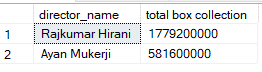 director_name total box collection
1 Rajkumar Hirani 1779200000
2 Ayan Mukerji 581600000